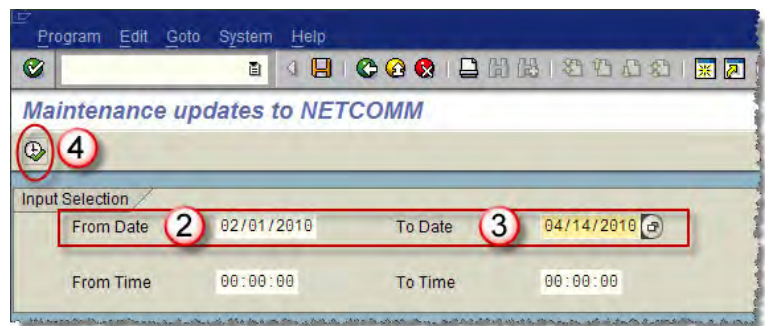 Program Edit Goto System Help
Maintenance updates to NETCOMM
4
Input Selection
From Date 2 02/01/2010 To Date 3 04/14/2010
From Time 00:00:00 To Time 00:00:00